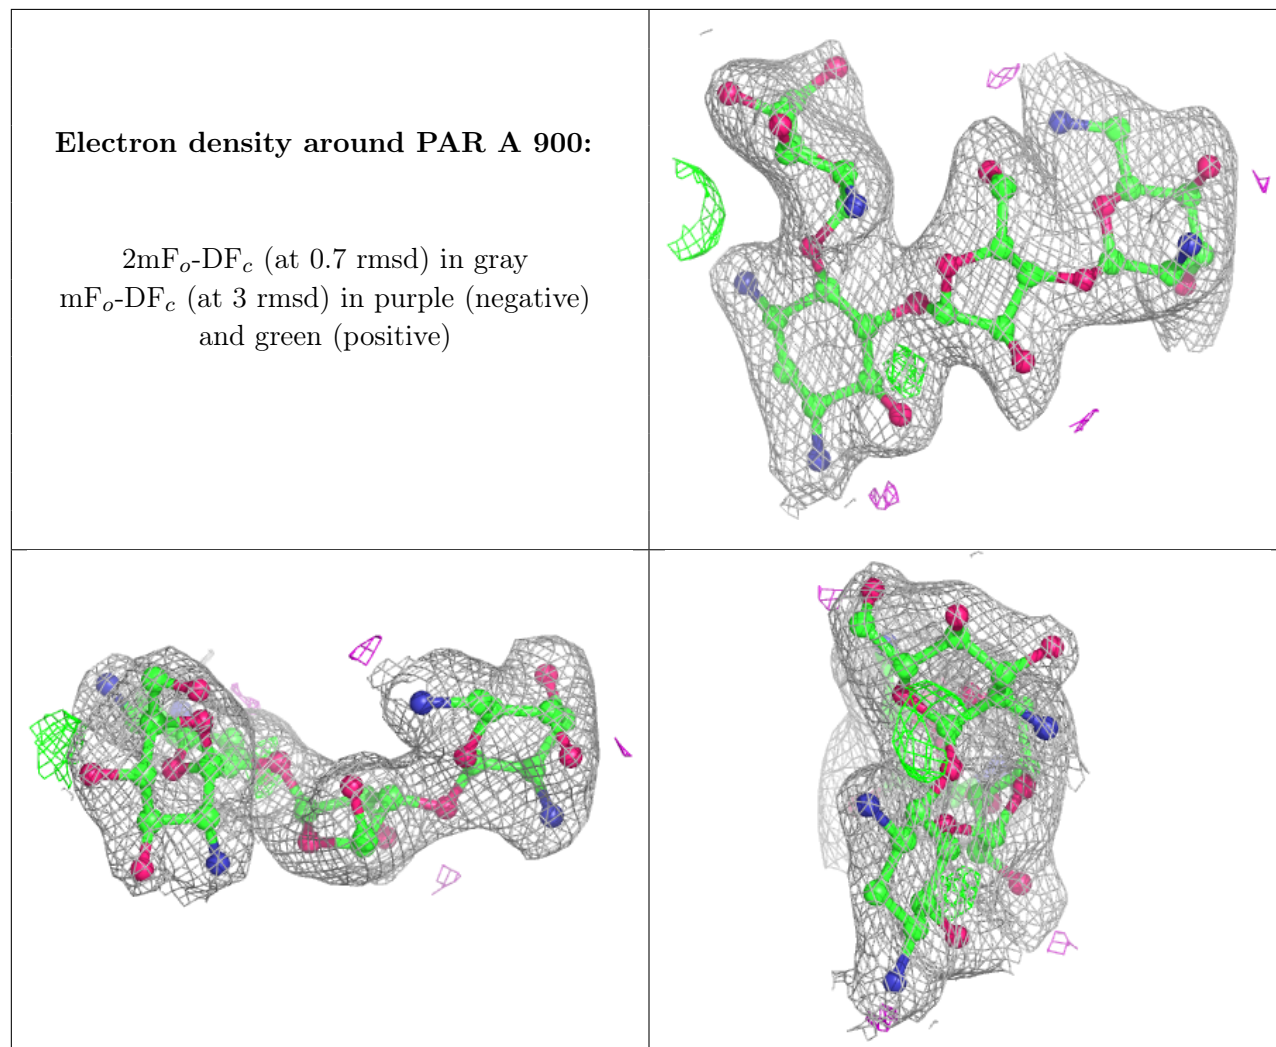 Electron density around PAR A 900:
2mFo-DFc (at 0.7 rmsd) in gray
mFo-DFc (at 3 rmsd) in purple (negative)
and green (positive)